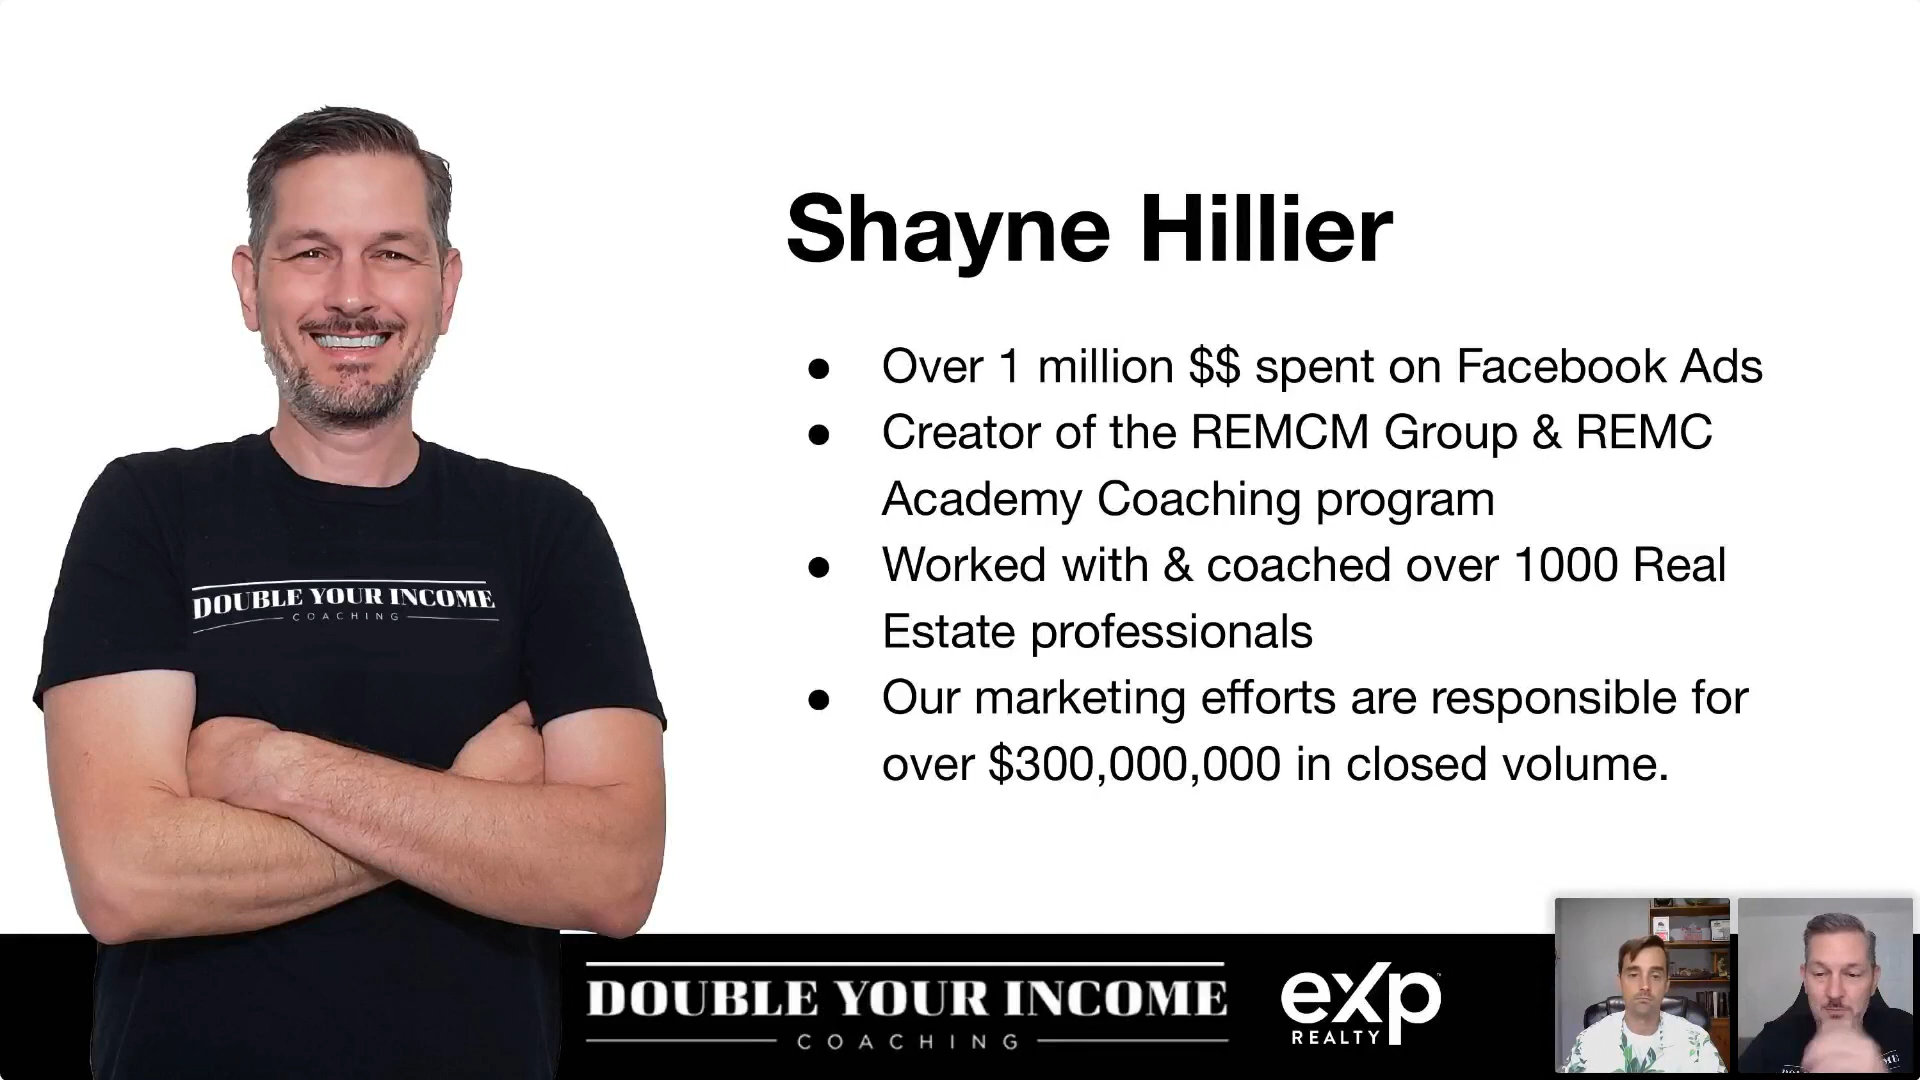 Shayne Hillier
● Over 1 million $$ spent on Facebook Ads
● Creator of the REMCM Group & REMC
Academy Coaching program
● Worked with & coached over 1000 Real
Estate professionals
● Our marketing efforts are responsible for
over $300,000,000 in closed volume.
DOUBLE YOUR INCOME
COACHING
DOUBLE YOUR INCOME
COACHING
eXp
REALTY